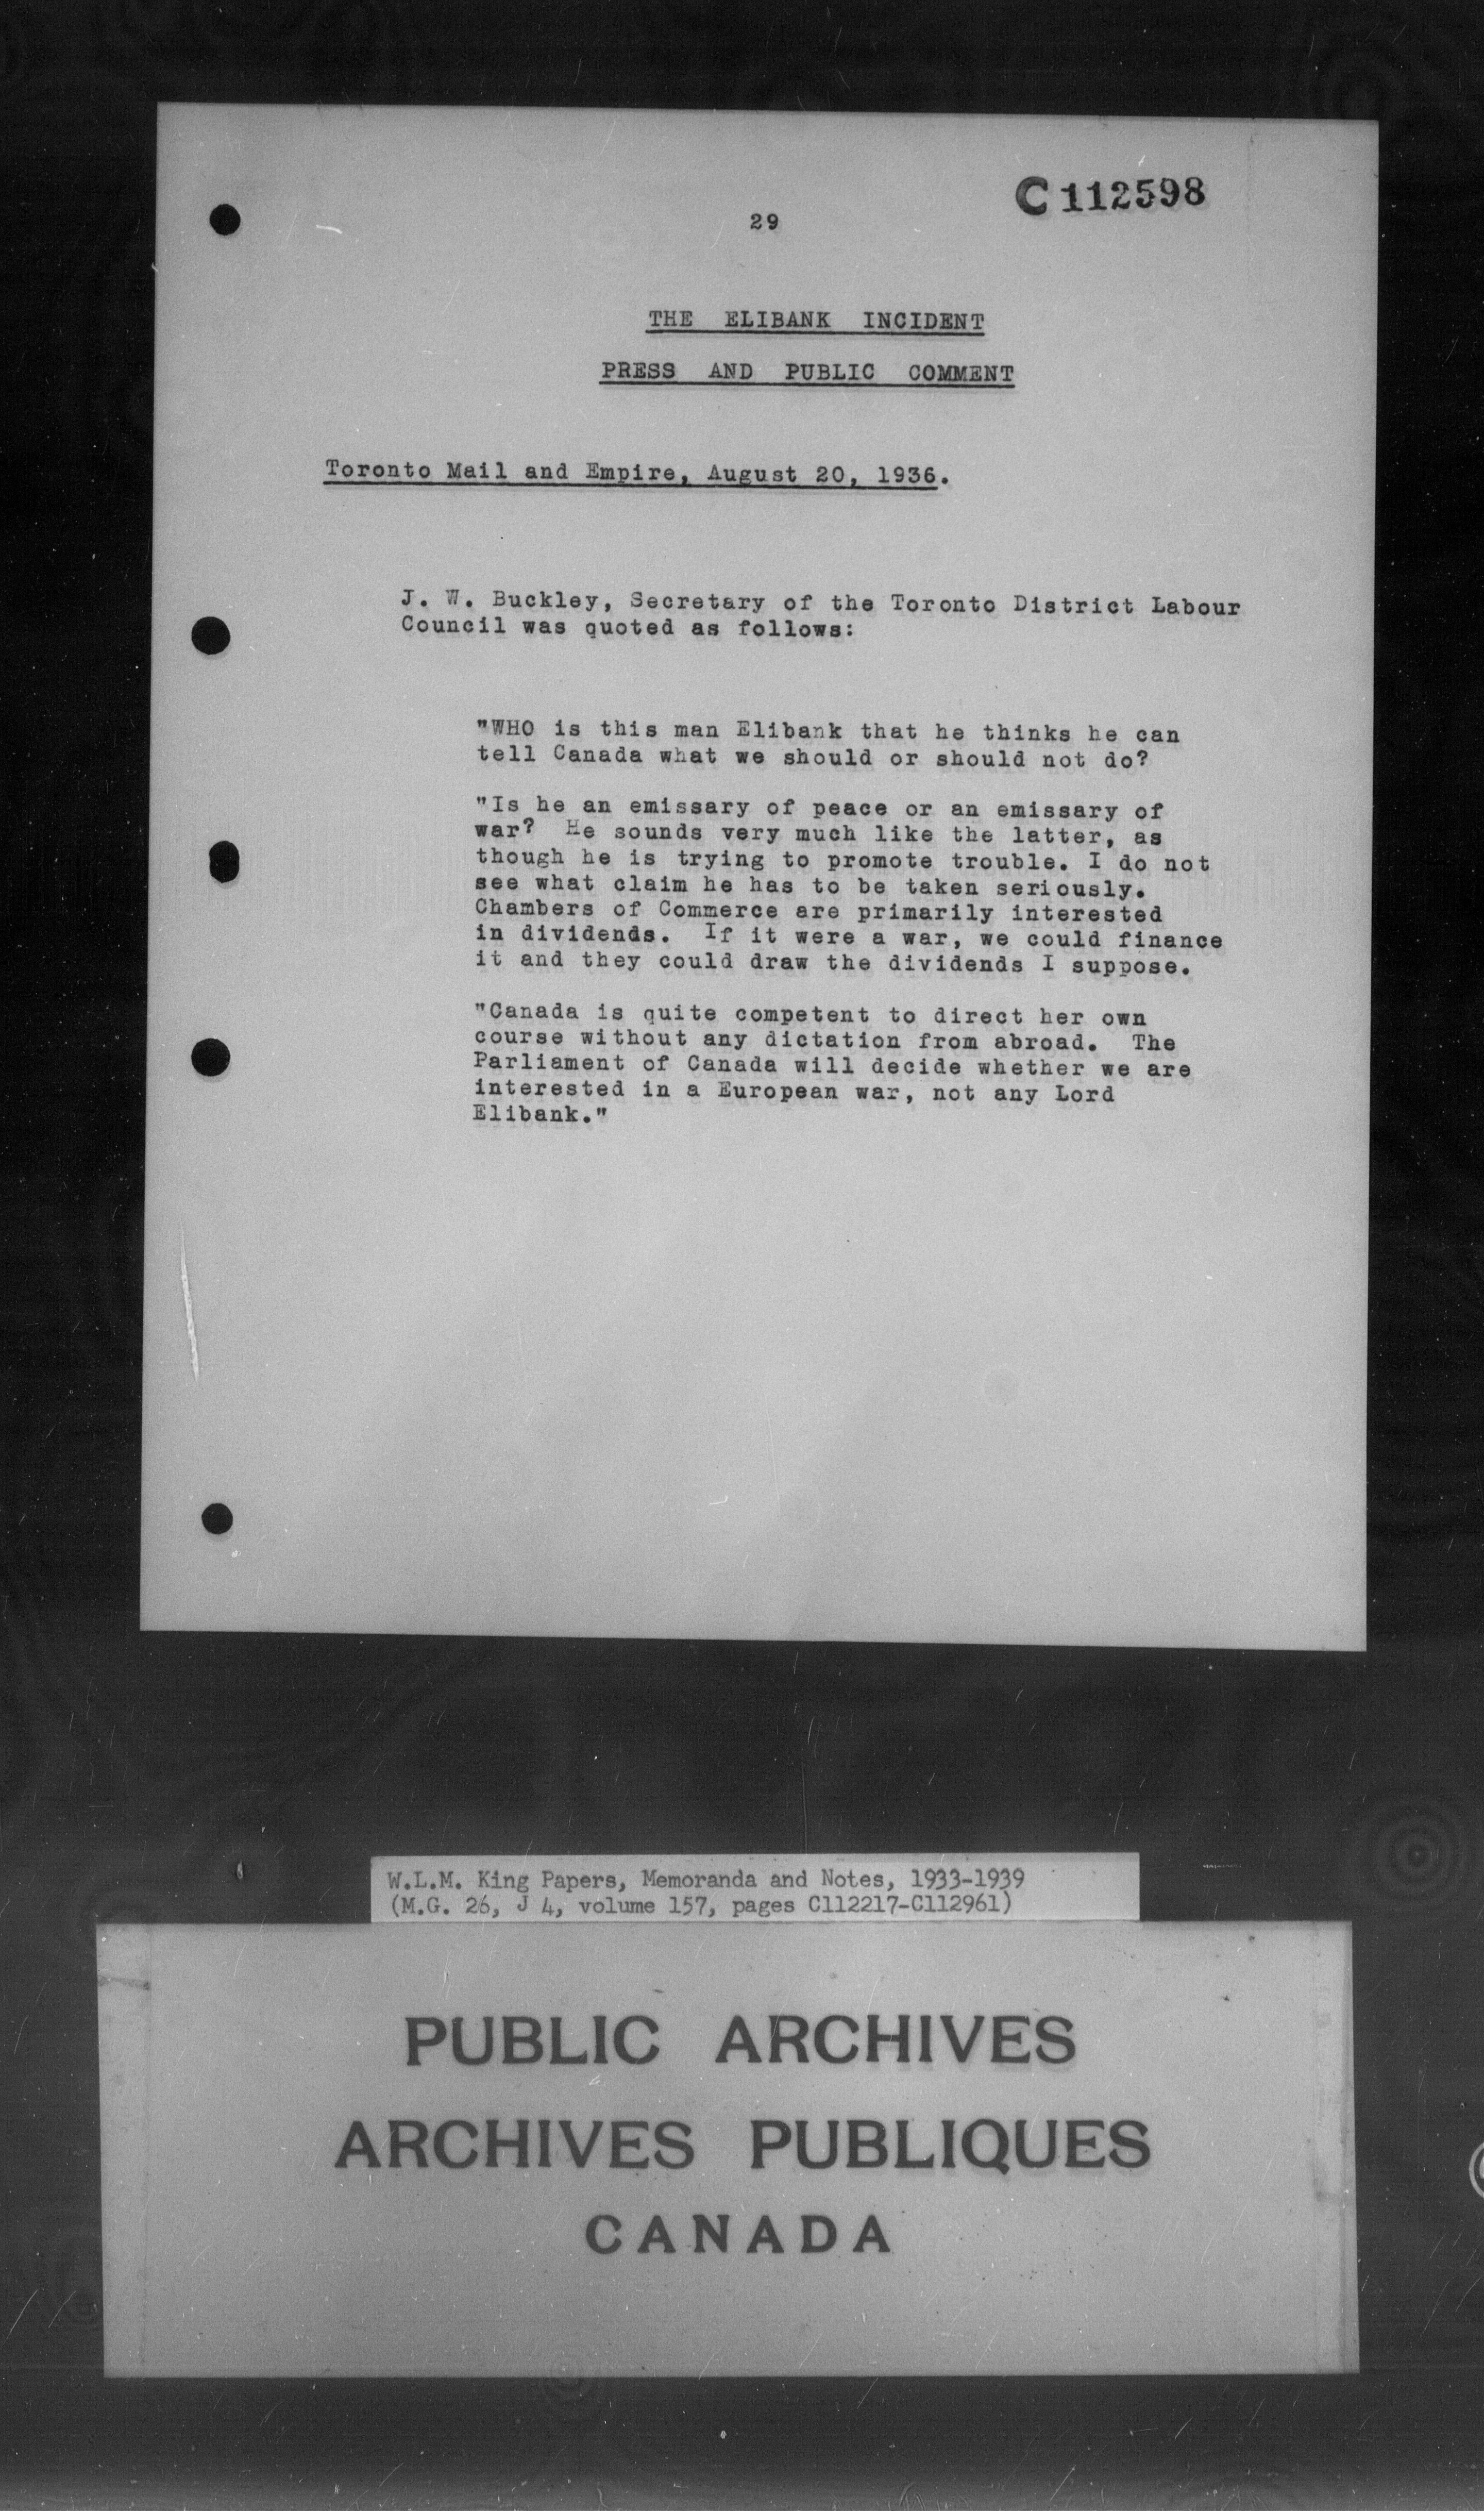 C 112598
29
THE ELIBANK INCIDENT
PRESS AND PUBLIC COMMENT
Toronto Mail and Empire, August 20, 1936.
J. W. Buckley, Secretary of the Toronto District Labour
Council was quoted as follows:
"WHO is this man Elibank that he thinks he can
tell Canada what we should or should not do?
"Is he an emissary of peace or an emissary of
war? He sounds very much like the latter, as
though he is trying to promote trouble. I do not
see what claim he has to be taken seriously.
Chambers of Commerce are primarily interested
in dividends. If it were a war, we could finance
it and they could draw the dividends I suppose.
"Canada is quite competent to direct her own
course without any dictation from abroad. The
Parliament of Canada will decide whether we are
interested in a European war, not any Lord
Elibank."
W.L.M. King Papers, Memoranda and Notes, 1933-1939
(M.G. 26, J 4, volume 157, pages C112217-C112961)
PUBLIC ARCHIVES
ARCHIVES PUBLIQUES
CANADA